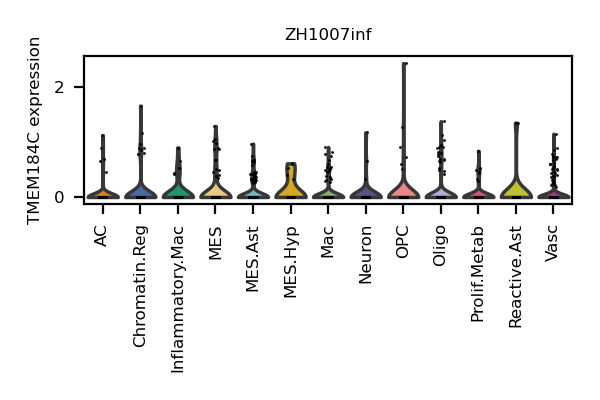 ZH1007inf
TMEM184C expression
2
0
AC
Chromatin.Reg
Inflammatory.Mac
MES
MES.Ast
MES.Hyp
Mac
Neuron
OPC
Oligo
Prolif.Metab
Reactive.Ast
Vasc